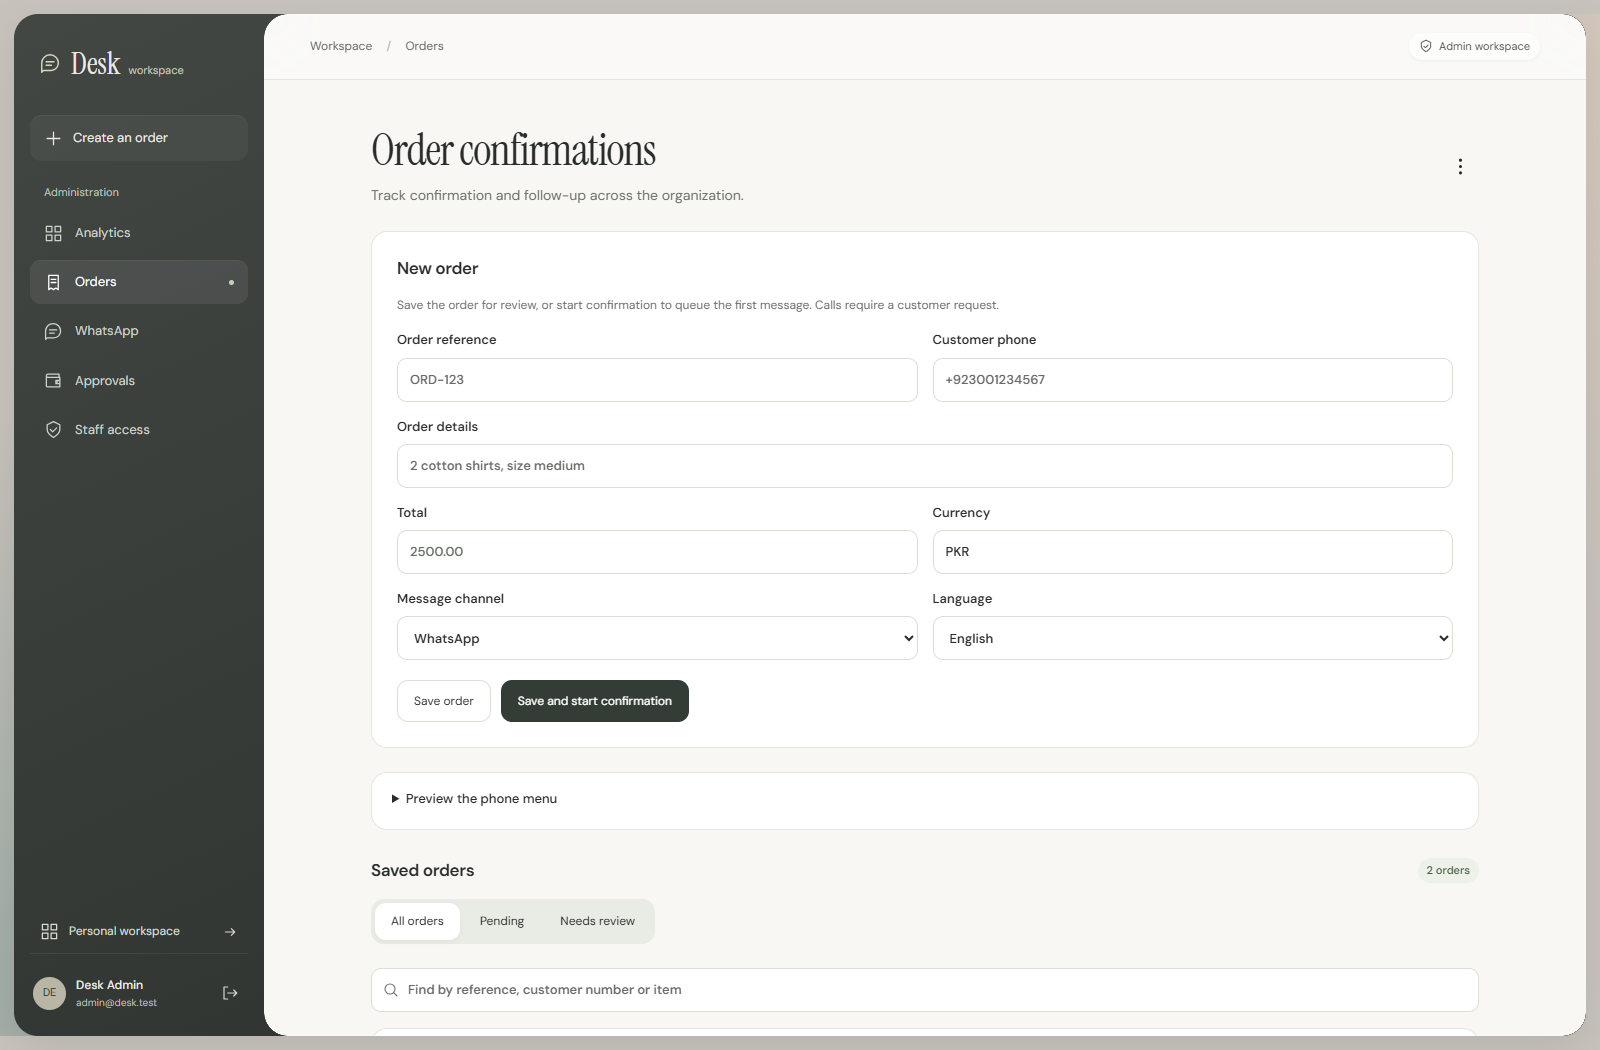 Desk workspace
Create an order
Administration
Analytics
Orders
WhatsApp
Approvals
Staff access
Personal workspace
DE
Desk Admin
admin@desk.test
Workspace / Orders
Admin workspace
Order confirmations
Track confirmation and follow-up across the organization.
New order
Save the order for review, or start confirmation to queue the first message. Calls require a customer request.
Order reference
Customer phone
ORD-123
+923001234567
Order details
2 cotton shirts, size medium
Total
Currency
2500.00
PKR
Message channel
Language
WhatsApp
English
Save order
Save and start confirmation
Preview the phone menu
Saved orders
2 orders
All orders
Pending
Needs review
Find by reference, customer number or item